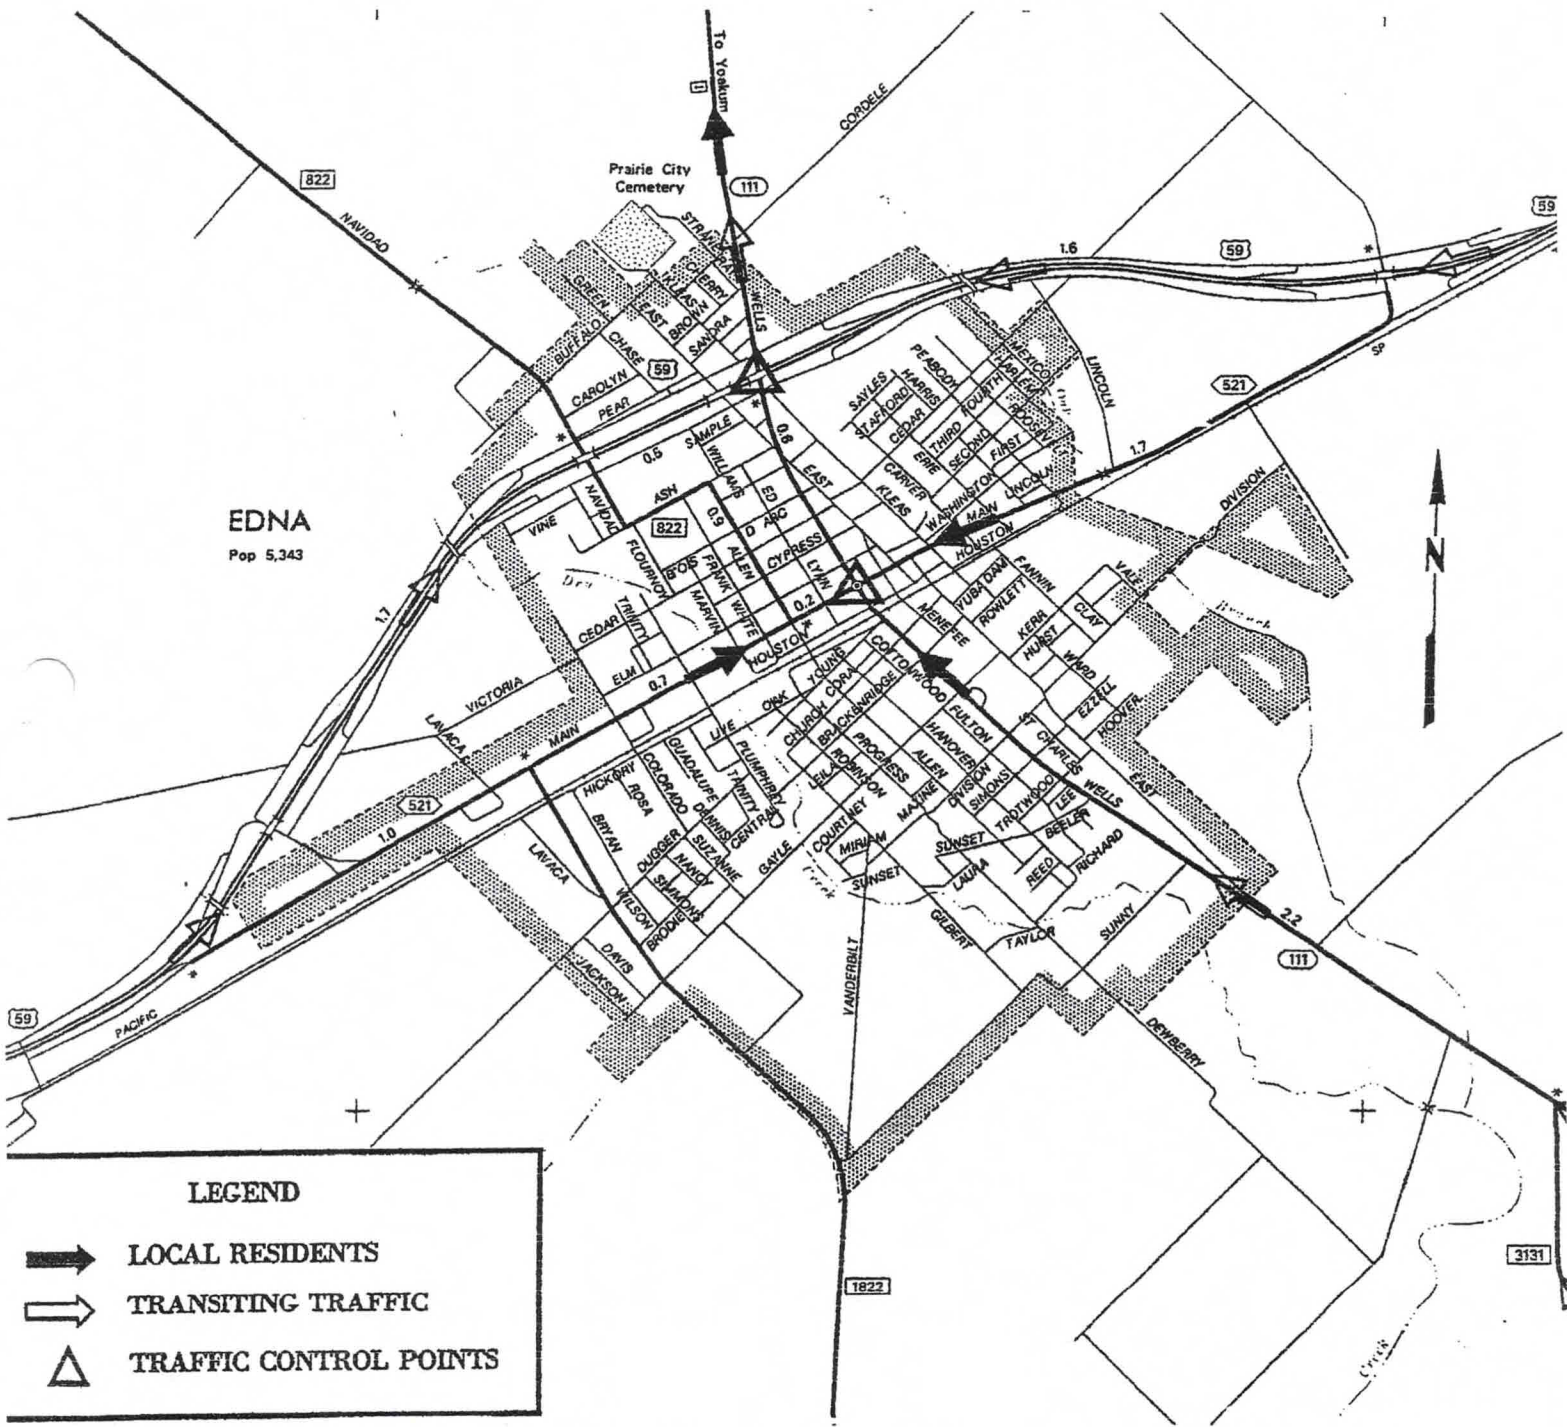 To Yoakum
111
CORDELE
822
NAVIDAD
Prairie City
Cemetery
59
1.6
59
WELLS
CHERRY
KLEAS
BROWN
SANDRA
EAST
GREEN
BUFFALO
CHASE
59
CAROLYN
PEAR
0.5
SAMPLE
0.6
WILLIAMS
EAST
SAYLES
STAFFORD
HARRIS
PEABODY
CEDAR
ERIE
THIRD
FOURTH
SECOND
FIRST
MEXICO
HARLEM
LINCOLN
521
SP
1.7
CARVER
KLEAS
WASHINGTON
LINCOLN
MAIN
HOUSTON
DIVISION
EDNA
Pop 5,343
VINE
NAVIDAD
ASH
822
0.9
ED
D ARC
CYPRESS
LYNN
0.2
FLOURNOY
BOIS
FRANK
ALLEN
MARVIN
WHITE
Dry
CEDAR
TRINITY
ELM
0.7
HOUSTON
VICTORIA
LAVACA
MAIN
521
1.0
1.7
YOUNG
LIVE
OAK
CHURCH
CORA
BRACKENRIDGE
COTTONWOOD
MENEFEE
FANNIN
YUBA DAM
ROWLETT
KERR
HURST
CLAY
VALE
WARD
EZZELL
HOOVER
Branch
FULTON
HANOVER
ALLEN
PROGRESS
ROBINSON
LEILA
ST CHARLES
WELLS
EAST
DIVISION
SIMONS
TROTWOOD
LEE
BEELER
RICHARD
MAXINE
COURTNEY
MIRIAM
SUNSET
SUNSET
LAURA
REED
HICKORY
ROSA
COLORADO
GUADALUPE
PLUMPHREY
TRINITY
DENNIS
CENTRAL
BRYAN
DUGGER
SUZANNE
NANCY
SIMMONS
GAYLE
WILSON
BRODIE
LAVACA
DAVIS
JACKSON
Creek
GILBERT
TAYLOR
SUNNY
VANDERBILT
DEWBERRY
2.2
111
59
PACIFIC
N
3131
1822
Creek
LEGEND
LOCAL RESIDENTS
TRANSITING TRAFFIC
TRAFFIC CONTROL POINTS